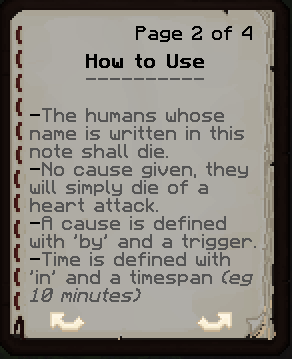 Page 2 of 4
How to Use
-----------
-The humans whose
name is written in this
note shall die.
-No cause given, they
will simply die of a
heart attack.
-A cause is defined
with 'by' and a trigger.
-Time is defined with
'in' and a timespan (eg
10 minutes)